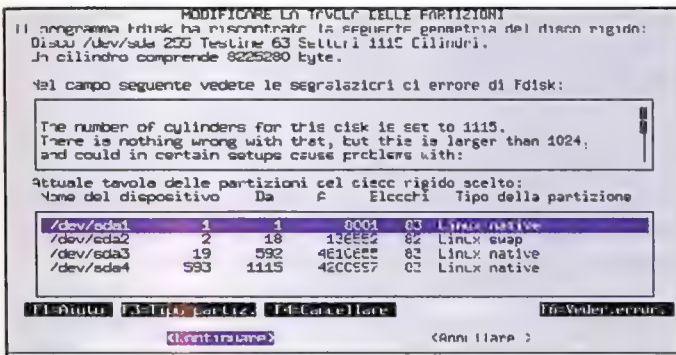 MODIFICARE LA TAVOLA DELLE PARTIZIONI
Il programma Fdisk ha riscontrato la seguente geometria del disco rigido:
Disco /dev/sda 255 Testine 63 Settori 1115 Cilindri.
Un cilindro comprende 8225280 byte.
Nel campo seguente vedete le segnalazioni di errore di Fdisk:
The number of cylinders for this disk is set to 1115.
There is nothing wrong with that, but this is larger than 1024,
and could in certain setups cause problems with:
Attuale tavola delle partizioni del disco rigido scelto:
Nome del dispositivo Da A Blocchi Tipo della partizione
/dev/sda1 1 1 8001 83 Linux native
/dev/sda2 2 18 82 Linux swap
/dev/sda3 19 592 83 Linux native
/dev/sda4 593 1115 83 Linux native
F1=Aiuto F3=Tipo partiz. F4=Cancellare F6=Veder.error.
<Continuare> <Annullare >